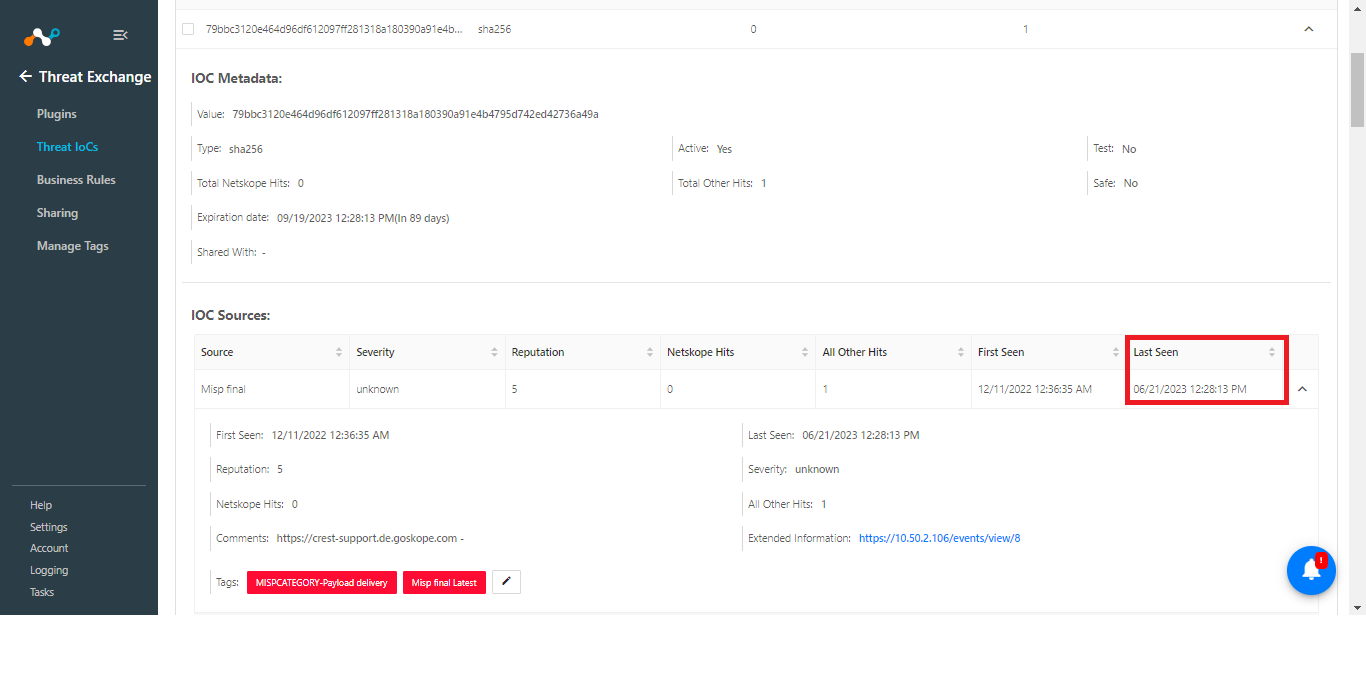 79bbc3120e464d96df612097ff281318a180390a91e4b... sha256 0 1
Threat Exchange
Plugins
Threat IoCs
Business Rules
Sharing
Manage Tags
Help
Settings
Account
Logging
Tasks
IOC Metadata:
Value: 79bbc3120e464d96df612097ff281318a180390a91e4b4795d742ed42736a49a
Type: sha256 Active: Yes Test: No
Total Netskope Hits: 0 Total Other Hits: 1 Safe: No
Expiration date: 09/19/2023 12:28:13 PM(In 89 days)
Shared With: -
IOC Sources:
Source Severity Reputation Netskope Hits All Other Hits First Seen Last Seen
Misp final unknown 5 0 1 12/11/2022 12:36:35 AM 06/21/2023 12:28:13 PM
First Seen: 12/11/2022 12:36:35 AM Last Seen: 06/21/2023 12:28:13 PM
Reputation: 5 Severity: unknown
Netskope Hits: 0 All Other Hits: 1
Comments: https://crest-support.de.goskope.com - Extended Information: https://10.50.2.106/events/view/8
Tags: MISPCATEGORY-Payload delivery Misp final Latest
!